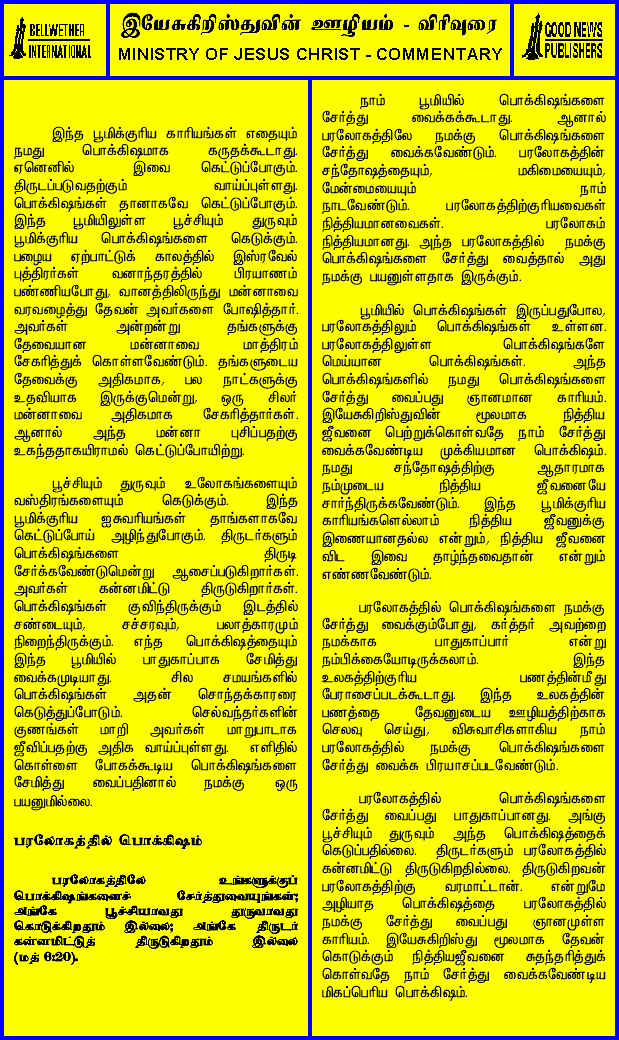 BELLWETHER
INTERNATIONAL
இயேசுகிறிஸ்துவின் ஊழியம் - விரிவுரை
MINISTRY OF JESUS CHRIST - COMMENTARY
GOOD NEWS
PUBLISHERS
இந்த பூமிக்குரிய காரியங்கள் எதையும்
நமது பொக்கிஷமாக கருதக்கூடாது.
ஏனெனில் இவை கெட்டுப்போகும்.
திருடப்படுவதற்கும் வாய்ப்புள்ளது.
பொக்கிஷங்கள் தானாகவே கெட்டுப்போகும்.
இந்த பூமியிலுள்ள பூச்சியும் துருவும்
பூமிக்குரிய பொக்கிஷங்களை கெடுக்கும்.
பழைய ஏற்பாட்டுக் காலத்தில் இஸ்ரவேல்
புத்திரர்கள் வனாந்தரத்தில் பிரயாணம்
பண்ணியபோது, வானத்திலிருந்து மன்னாவை
வரவழைத்து தேவன் அவர்களை போஷித்தார்.
அவர்கள் அன்றன்று தங்களுக்கு
தேவையான மன்னாவை மாத்திரம்
சேகரித்துக் கொள்ளவேண்டும். தங்களுடைய
தேவைக்கு அதிகமாக, பல நாட்களுக்கு
உதவியாக இருக்குமென்று, ஒரு சிலர்
மன்னாவை அதிகமாக சேகரித்தார்கள்.
ஆனால் அந்த மன்னா புசிப்பதற்கு
உகந்ததாகயிராமல் கெட்டுப்போயிற்று.
பூச்சியும் துருவும் உலோகங்களையும்
வஸ்திரங்களையும் கெடுக்கும். இந்த
பூமிக்குரிய ஐசுவரியங்கள் தாங்களாகவே
கெட்டுப்போய் அழிந்துபோகும். திருடர்களும்
பொக்கிஷங்களை திருடி
சேர்க்கவேண்டுமென்று ஆசைப்படுகிறார்கள்.
அவர்கள் கன்னமிட்டு திருடுகிறார்கள்.
பொக்கிஷங்கள் குவிந்திருக்கும் இடத்தில்
சண்டையும், சச்சரவும், பலாத்காரமும்
நிறைந்திருக்கும். எந்த பொக்கிஷத்தையும்
இந்த பூமியில் பாதுகாப்பாக சேமித்து
வைக்கமுடியாது. சில சமயங்களில்
பொக்கிஷங்கள் அதன் சொந்தக்காரரை
கெடுத்துப்போடும். செல்வந்தர்களின்
குணங்கள் மாறி அவர்கள் மாறுபாடாக
ஜீவிப்பதற்கு அதிக வாய்ப்புள்ளது. எளிதில்
கொள்ளை போகக்கூடிய பொக்கிஷங்களை
சேமித்து வைப்பதினால் நமக்கு ஒரு
பயனுமில்லை.
பரலோகத்தில் பொக்கிஷம்
பரலோகத்திலே உங்களுக்குப்
பொக்கிஷங்களைச் சேர்த்துவையுங்கள்;
அங்கே பூச்சியாவது துருவாவது
கெடுக்கிறதும் இல்லை; அங்கே திருடர்
கன்னமிட்டுத் திருடுகிறதும் இல்லை
(மத் 6:20).
நாம் பூமியில் பொக்கிஷங்களை
சேர்த்து வைக்கக்கூடாது. ஆனால்
பரலோகத்திலே நமக்கு பொக்கிஷங்களை
சேர்த்து வைக்கவேண்டும். பரலோகத்தின்
சந்தோஷத்தையும், மகிமையையும்,
மேன்மையையும் நாம்
நாடவேண்டும். பரலோகத்திற்குரியவைகள்
நித்தியமானவைகள். பரலோகம்
நித்தியமானது. அந்த பரலோகத்தில் நமக்கு
பொக்கிஷங்களை சேர்த்து வைத்தால் அது
நமக்கு பயனுள்ளதாக இருக்கும்.
பூமியில் பொக்கிஷங்கள் இருப்பதுபோல,
பரலோகத்திலும் பொக்கிஷங்கள் உள்ளன.
பரலோகத்திலுள்ள பொக்கிஷங்களே
மெய்யான பொக்கிஷங்கள். அந்த
பொக்கிஷங்களில் நமது பொக்கிஷங்களை
சேர்த்து வைப்பது ஞானமான காரியம்.
இயேசுகிறிஸ்துவின் மூலமாக நித்திய
ஜீவனை பெற்றுக்கொள்வதே நாம் சேர்த்து
வைக்கவேண்டிய முக்கியமான பொக்கிஷம்.
நமது சந்தோஷத்திற்கு ஆதாரமாக
நம்முடைய நித்திய ஜீவனையே
சார்ந்திருக்கவேண்டும். இந்த பூமிக்குரிய
காரியங்களெல்லாம் நித்திய ஜீவனுக்கு
இணையானதல்ல என்றும், நித்திய ஜீவனை
விட இவை தாழ்ந்தவைதான் என்றும்
எண்ணவேண்டும்.
பரலோகத்தில் பொக்கிஷங்களை நமக்கு
சேர்த்து வைக்கும்போது, கர்த்தர் அவற்றை
நமக்காக பாதுகாப்பார் என்று
நம்பிக்கையோடிருக்கலாம். இந்த
உலகத்திற்குரிய பணத்தின்மீது
பேராசைப்படக்கூடாது. இந்த உலகத்தின்
பணத்தை தேவனுடைய ஊழியத்திற்காக
செலவு செய்து, விசுவாசிகளாகிய நாம்
பரலோகத்தில் நமக்கு பொக்கிஷங்களை
சேர்த்து வைக்க பிரயாசப்படவேண்டும்.
பரலோகத்தில் பொக்கிஷங்களை
சேர்த்து வைப்பது பாதுகாப்பானது. அங்கு
பூச்சியும் துருவும் அந்த பொக்கிஷத்தைக்
கெடுப்பதில்லை. திருடர்களும் பரலோகத்தில்
கன்னமிட்டு திருடுகிறதில்லை. திருடுகிறவன்
பரலோகத்திற்கு வரமாட்டான். என்றுமே
அழியாத பொக்கிஷத்தை பரலோகத்தில்
நமக்கு சேர்த்து வைப்பது ஞானமுள்ள
காரியம். இயேசுகிறிஸ்து மூலமாக தேவன்
கொடுக்கும் நித்தியஜீவனை சுதந்தரித்துக்
கொள்வதே நாம் சேர்த்து வைக்கவேண்டிய
மிகப்பெரிய பொக்கிஷம்.